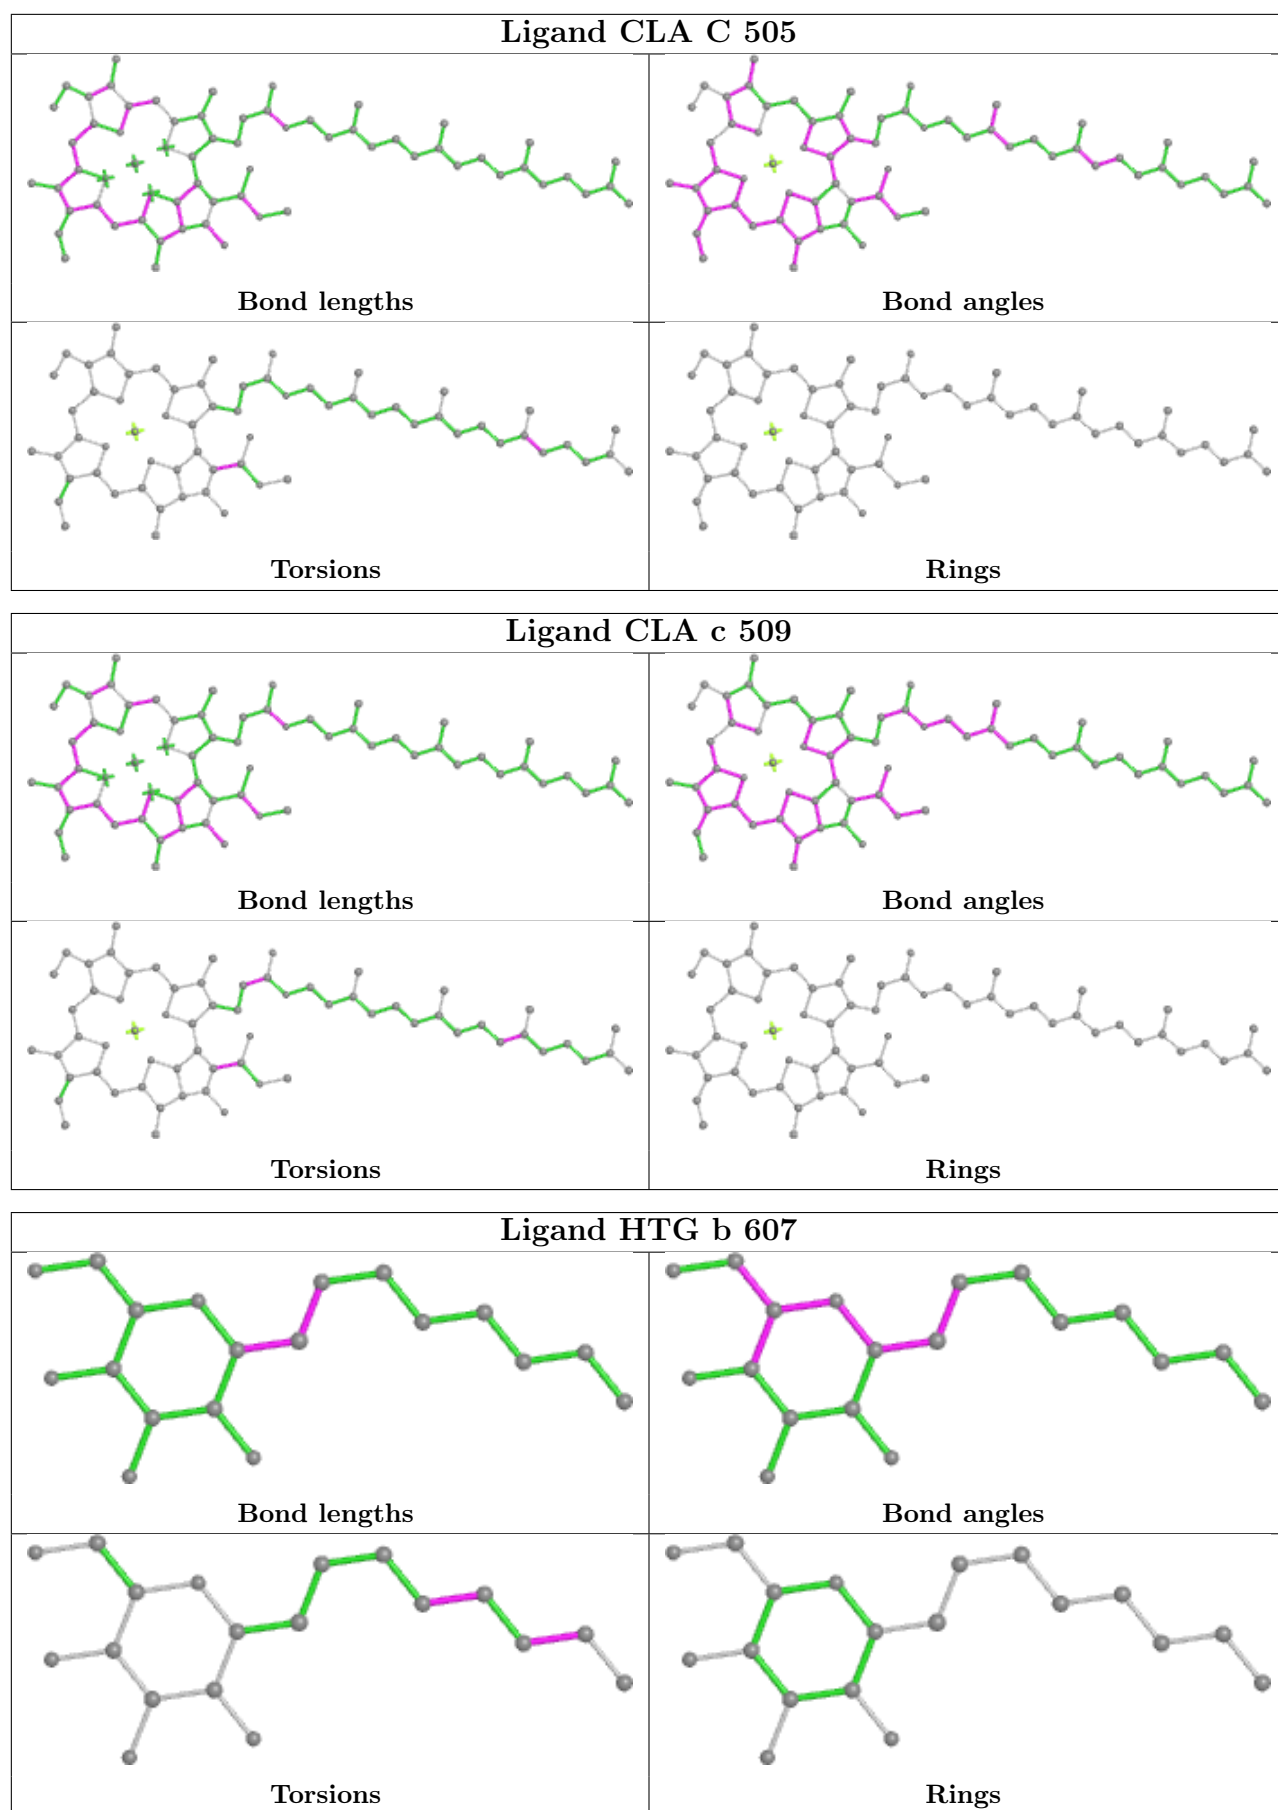 Ligand CLA C 505
Bond lengths
Bond angles
Torsions
Rings
Ligand CLA c 509
Bond lengths
Bond angles
Torsions
Rings
Ligand HTG b 607
Bond lengths
Bond angles
Torsions
Rings